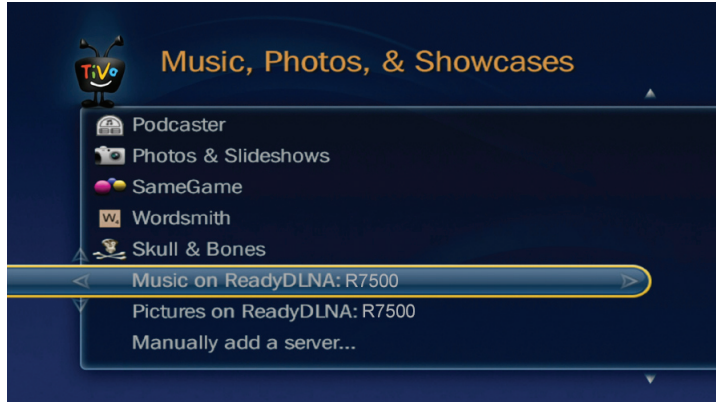 TiVo
Music, Photos, & Showcases
Podcaster
Photos & Slideshows
SameGame
W.
Wordsmith
Skull & Bones
Music on ReadyDLNA: R7500
Pictures on ReadyDLNA: R7500
Manually add a server...